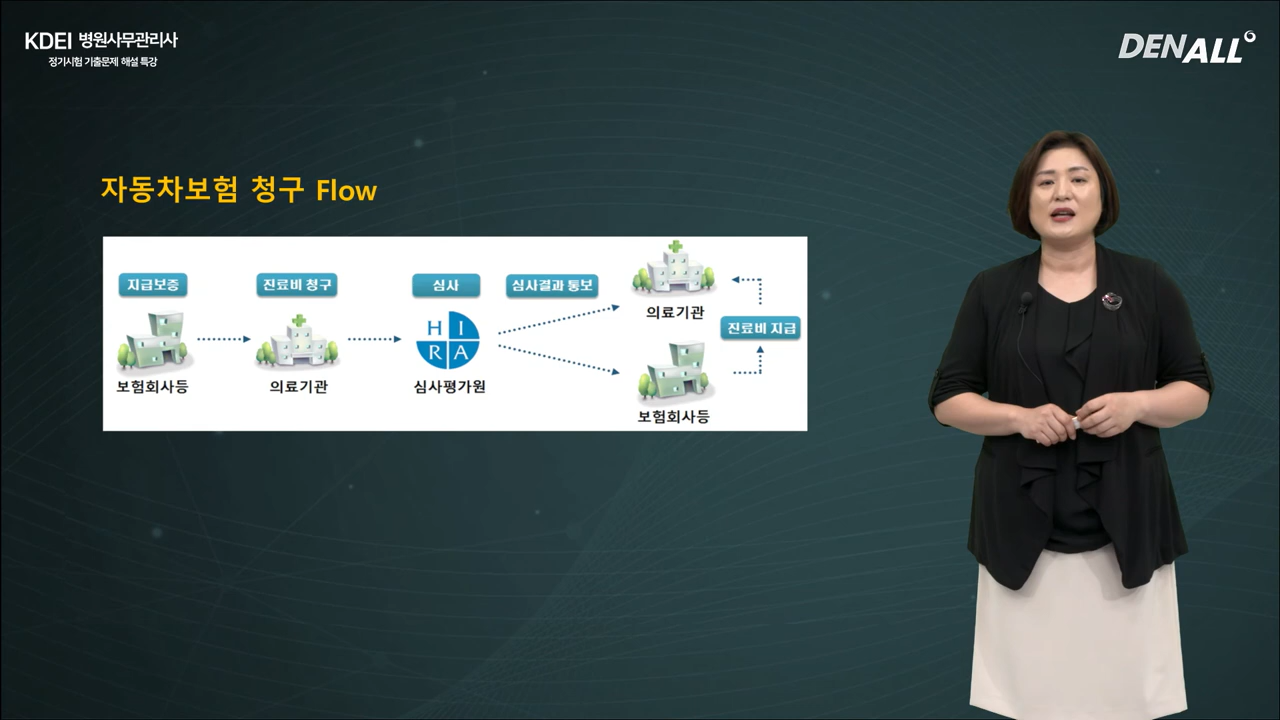 KDEI 병원사무관리사
정기시험 기출문제 해설 특강
DENALL
자동차보험 청구 Flow
지급보증
보험회사등
진료비 청구
의료기관
심사
H I
R A
심사평가원
심사결과 통보
의료기관
진료비 지급
보험회사등